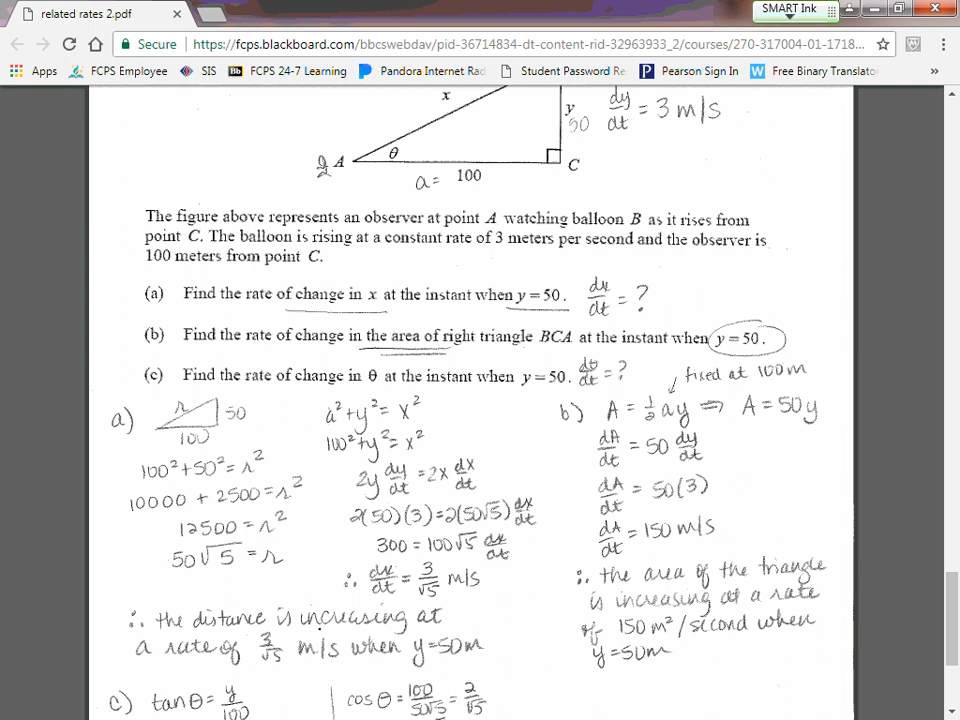 related rates 2.pdf
SMART Ink
Secure https://fcps.blackboard.com/bbcswebdav/pid-36714834-dt-content-rid-32963933_2/courses/270-317004-01-1718...
Apps FCPS Employee SIS Bb FCPS 24-7 Learning Pandora Internet Rad Student Password Re Pearson Sign In Free Binary Translator »
x
y
50
dy/dt = 3 m/s
A
θ
C
a = 100
The figure above represents an observer at point A watching balloon B as it rises from
point C. The balloon is rising at a constant rate of 3 meters per second and the observer is
100 meters from point C.
(a) Find the rate of change in x at the instant when y = 50. dx/dt = ?
(b) Find the rate of change in the area of right triangle BCA at the instant when y = 50.
(c) Find the rate of change in θ at the instant when y = 50. dθ/dt = ?
fixed at 100m
a)
x
50
100
100² + 50² = x²
10000 + 2500 = x²
12500 = x²
50√5 = x
a² + y² = x²
100² + y² = x²
2y dy/dt = 2x dx/dt
2(50)(3) = 2(50√5) dx/dt
300 = 100√5 dx/dt
∴ dx/dt = 3/√5 m/s
∴ the distance is increasing at
a rate of 3/√5 m/s when y=50m
b) A = ½ ay ⇒ A = 50y
dA/dt = 50 dy/dt
dA/dt = 50(3)
dA/dt = 150 m/s
∴ the area of the triangle
is increasing at a rate
of 150 m²/second when
y = 50m
c) tanθ = y/100
cosθ = 100/50√5 = 2/√5